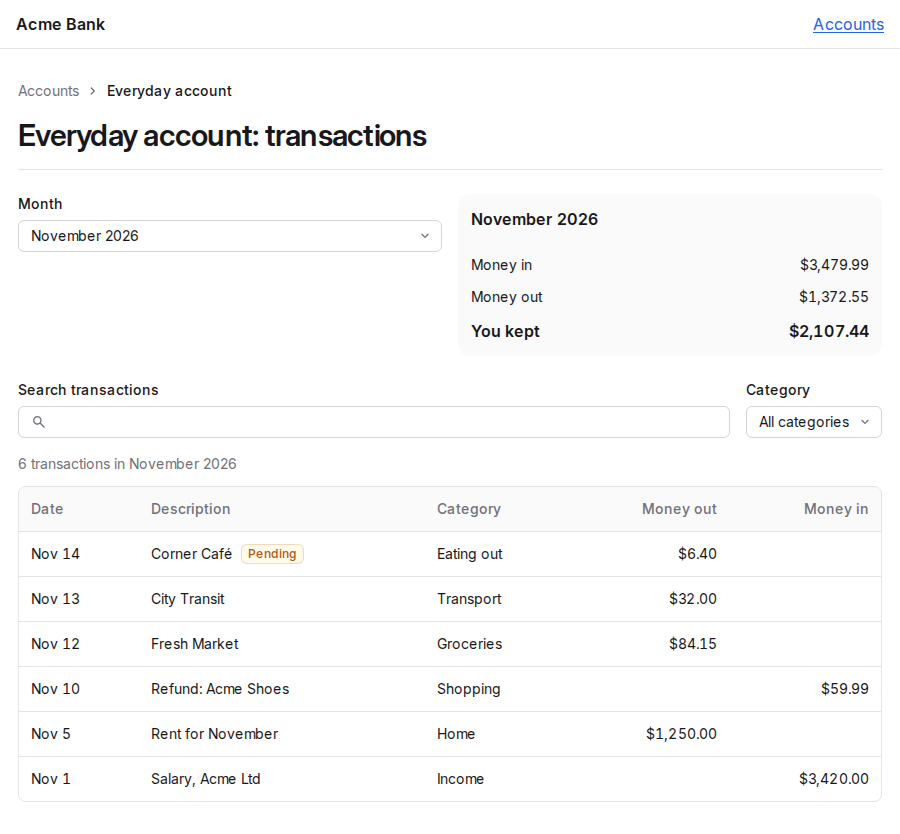 Acme Bank Accounts
Accounts > Everyday account
Everyday account: transactions
Month
November 2026
November 2026
Money in $3,479.99
Money out $1,372.55
You kept $2,107.44
Search transactions
Category
All categories
6 transactions in November 2026
Date Description Category Money out Money in
Nov 14 Corner Café Pending Eating out $6.40
Nov 13 City Transit Transport $32.00
Nov 12 Fresh Market Groceries $84.15
Nov 10 Refund: Acme Shoes Shopping $59.99
Nov 5 Rent for November Home $1,250.00
Nov 1 Salary, Acme Ltd Income $3,420.00